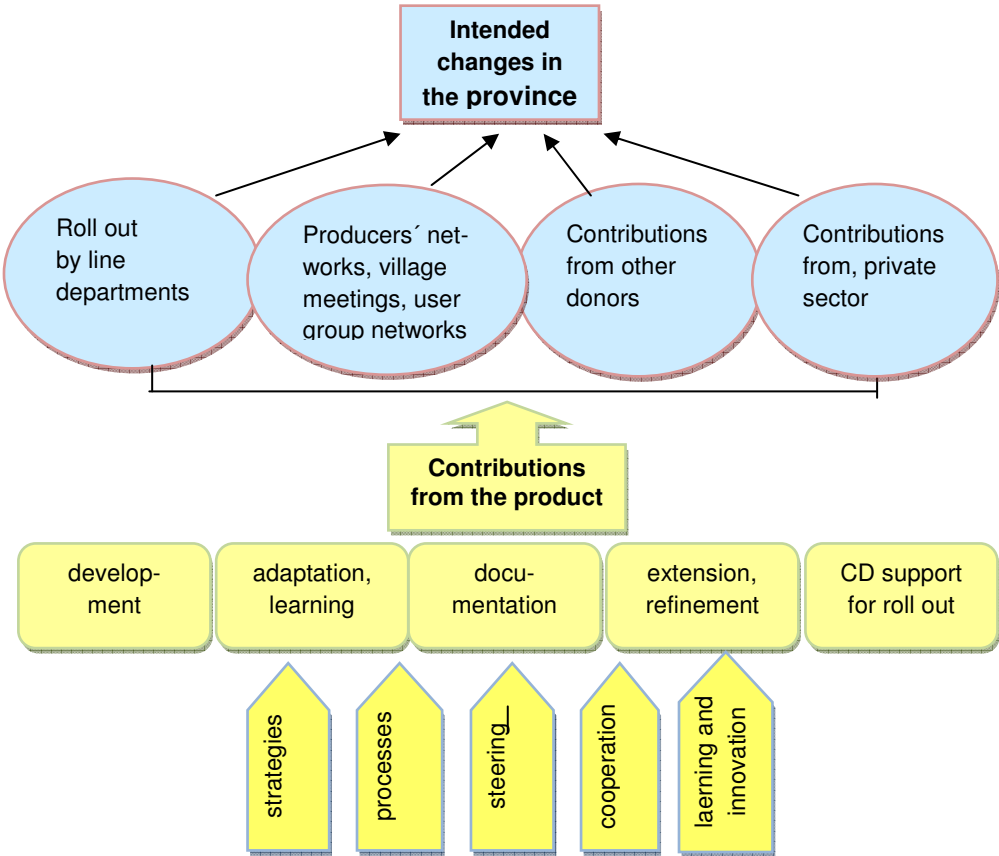 Intended
changes in
the province
Roll out
by line
departments
Producers´ net-
works, village
meetings, user
group networks
Contributions
from other
donors
Contributions
from, private
sector
Contributions
from the product
develop-
ment
adaptation,
learning
docu-
mentation
extension,
refinement
CD support
for roll out
strategies
processes
steering_
cooperation
laerning and
innovation